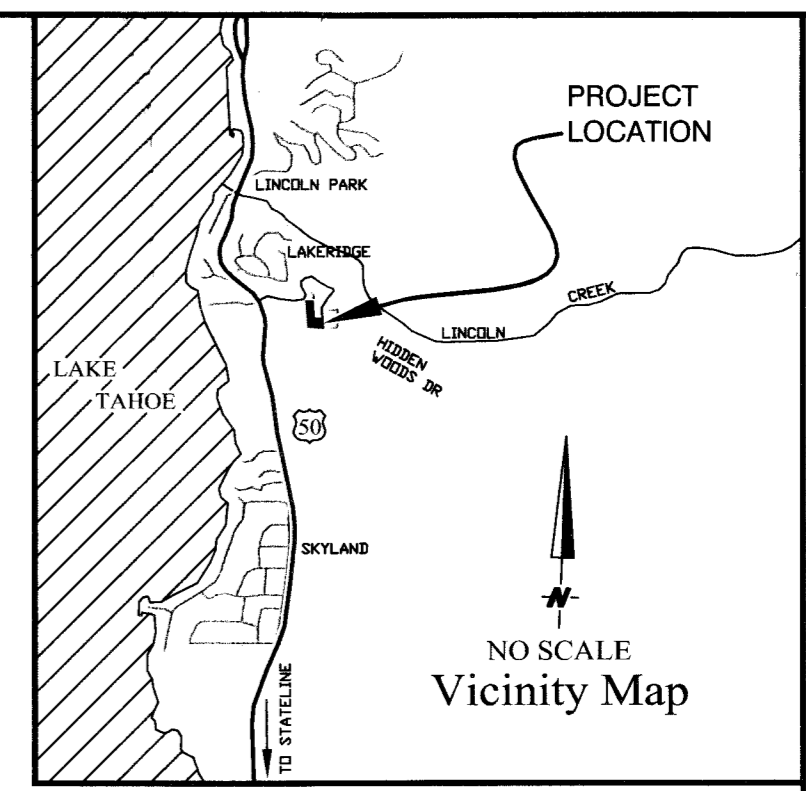 PROJECT
LOCATION
LINCOLN PARK
LAKERIDGE
CREEK
LINCOLN
HIDDEN
WOODS DR
LAKE
TAHOE
50
SKYLAND
N
NO SCALE
Vicinity Map
TO STATELINE